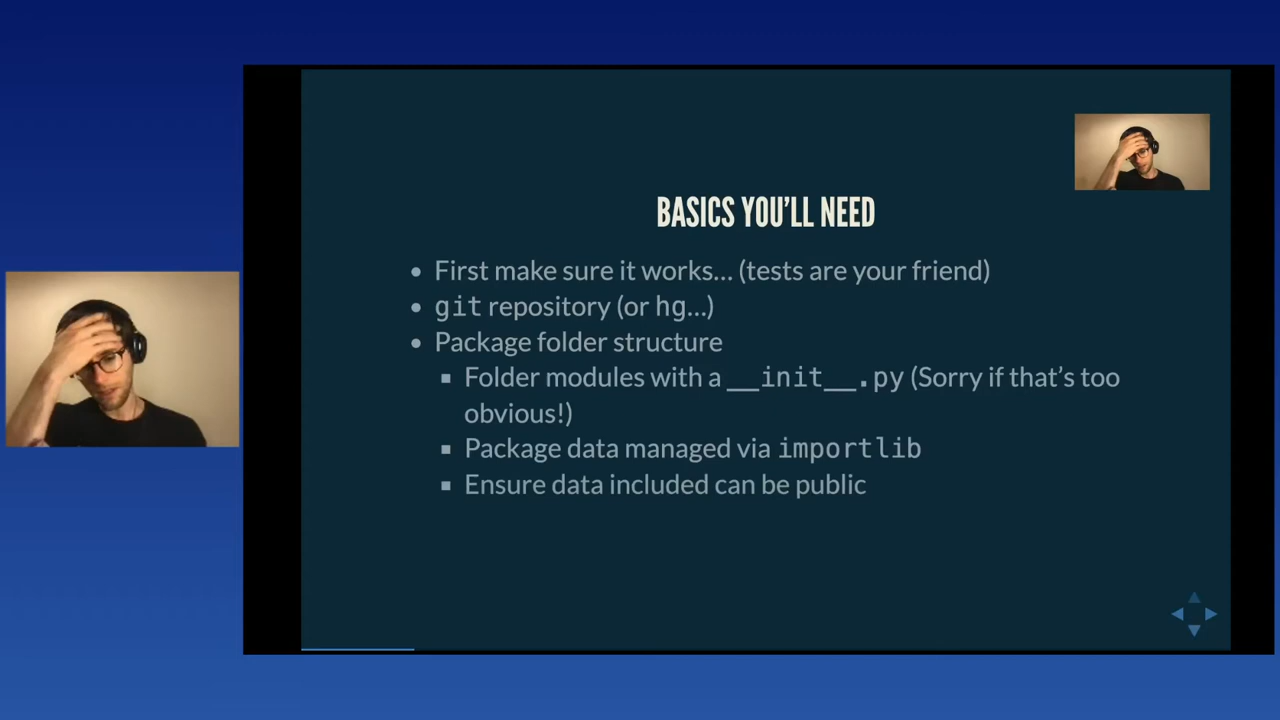 BASICS YOU'LL NEED
First make sure it works... (tests are your friend)
git repository (or hg...)
Package folder structure
Folder modules with a __init__.py (Sorry if that's too
obvious!)
Package data managed via importlib
Ensure data included can be public